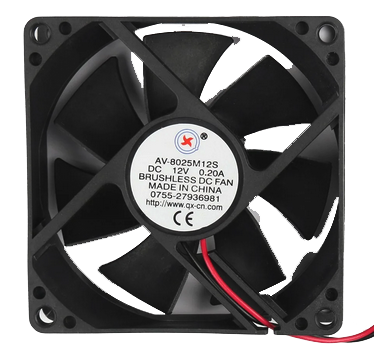 ®
AV-8025M12S
DC 12V 0.20A
BRUSHLESS DC FAN
MADE IN CHINA
0755-27936981
http://www.qx-cn.com
CE